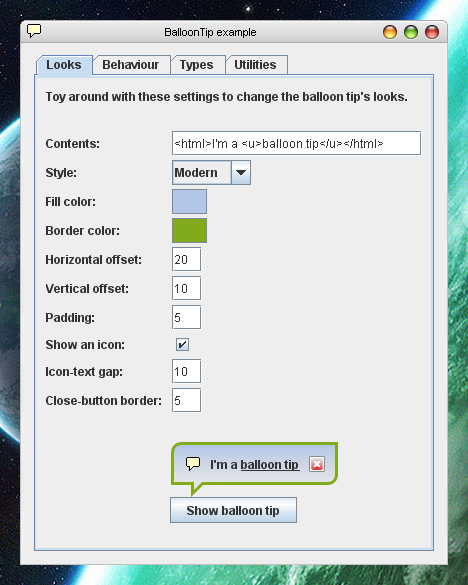 BalloonTip example
Looks Behaviour Types Utilities
Toy around with these settings to change the balloon tip's looks.
Contents: <html>I'm a <u>balloon tip</u></html>
Style: Modern
Fill color:
Border color:
Horizontal offset: 20
Vertical offset: 10
Padding: 5
Show an icon:
Icon-text gap: 10
Close-button border: 5
I'm a balloon tip
Show balloon tip